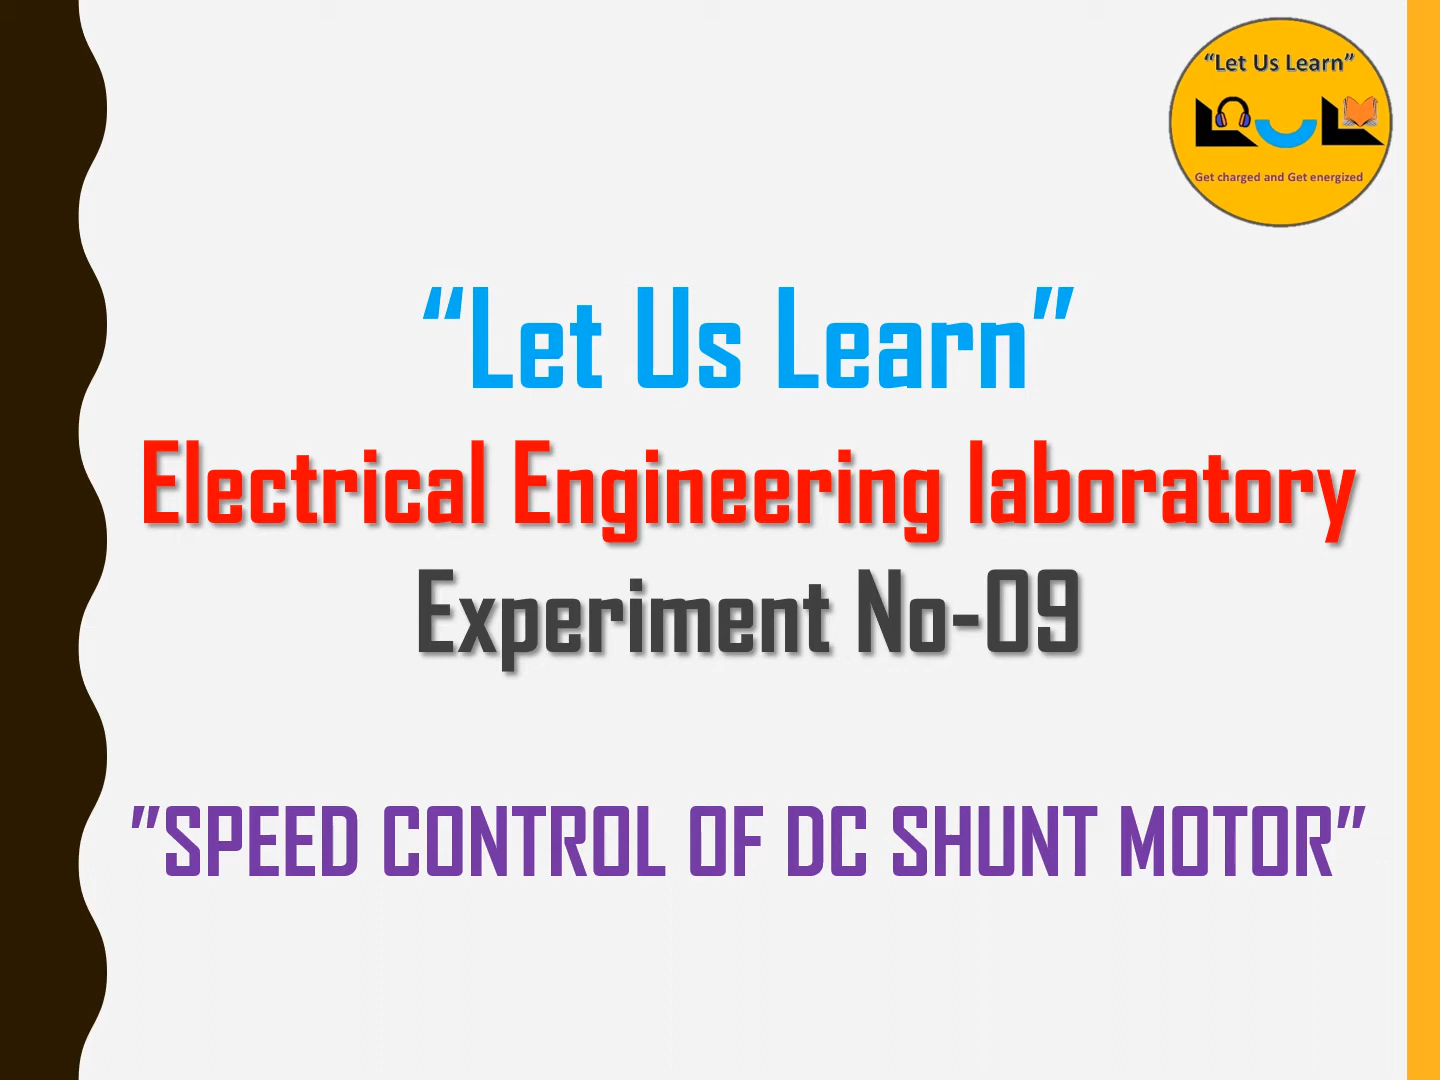 “Let Us Learn”
Get charged and Get energized
“Let Us Learn”
Electrical Engineering laboratory
Experiment No-09
”SPEED CONTROL OF DC SHUNT MOTOR”